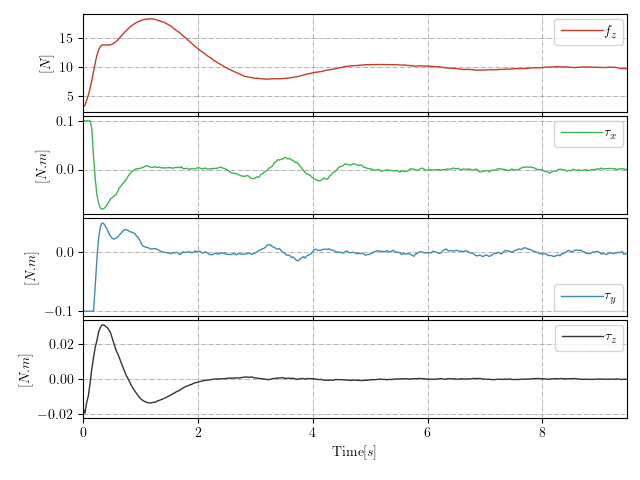 f_z
15
10
5
[N]
τ_x
0.1
0.0
[N.m]
τ_y
0.0
−0.1
[N.m]
τ_z
0.02
0.00
−0.02
[N.m]
0 2 4 6 8
Time[s]